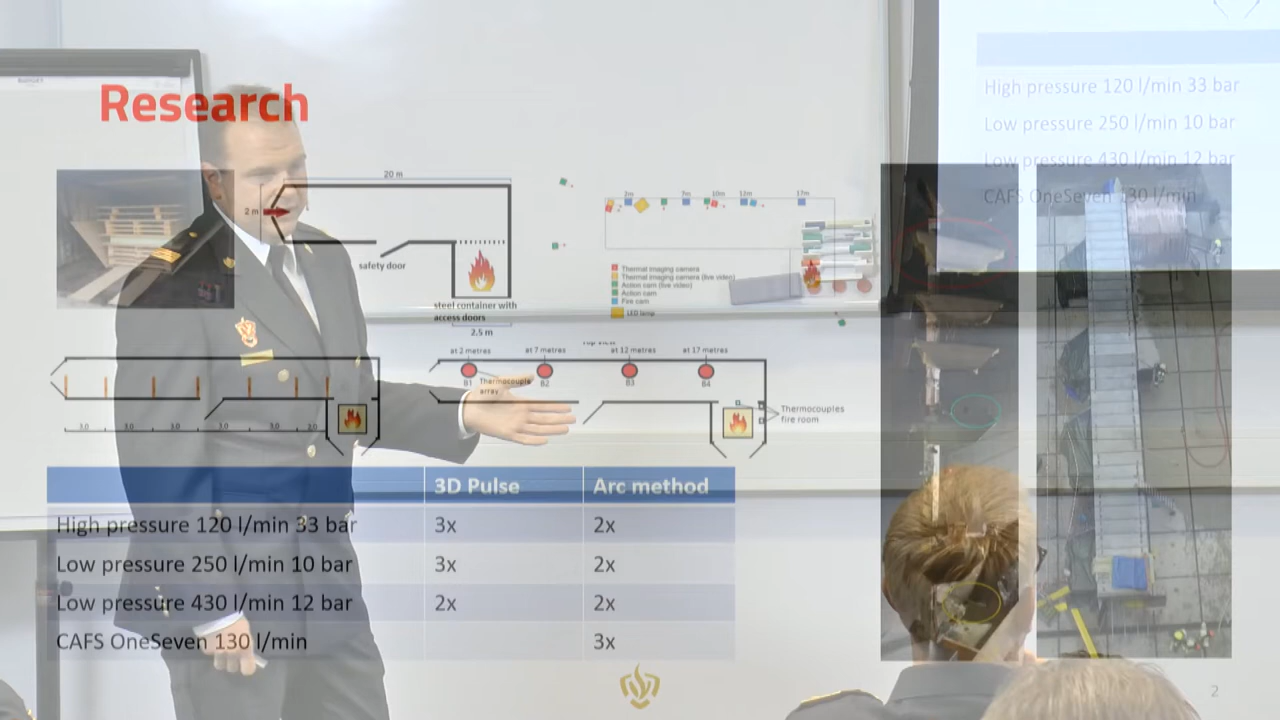 Research
High pressure 120 l/min 33 bar
Low pressure 250 l/min 10 bar
Low pressure 430 l/min 12 bar
CAFS OneSeven 130 l/min
20 m
2 m
safety door
steel container with
access doors
2.5 m
2m
7m
10m
12m
17m
Thermal imaging camera
Thermal imaging camera (live video)
Action cam (live video)
Action cam
Fire cam
LED lamp
3,0
3,0
3,0
3,0
3,0
2,0
at 2 metres
at 7 metres
at 12 metres
at 17 metres
B1
B2
B3
B4
Thermocouple
array
Thermocouples
fire room
3D Pulse
Arc method
High pressure 120 l/min 33 bar
3x
2x
Low pressure 250 l/min 10 bar
3x
2x
Low pressure 430 l/min 12 bar
2x
2x
CAFS OneSeven 130 l/min
3x
2